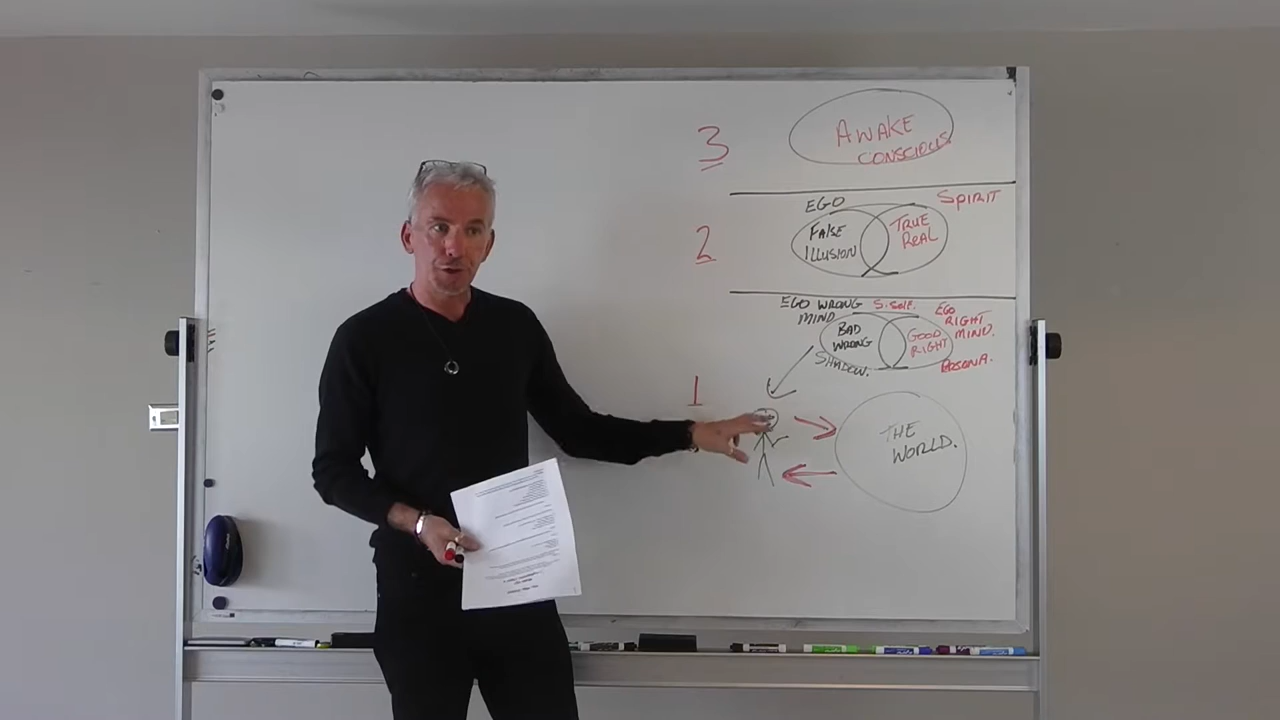 3
AWAKE
CONSCIOUS.
2
EGO
SPIRIT
FALSE
ILLUSION
TRUE
REAL
1
EGO WRONG
MIND
EGO
RIGHT
MIND.
BAD
WRONG
GOOD
RIGHT
SHADOW.
PERSONA.
THE
WORLD.